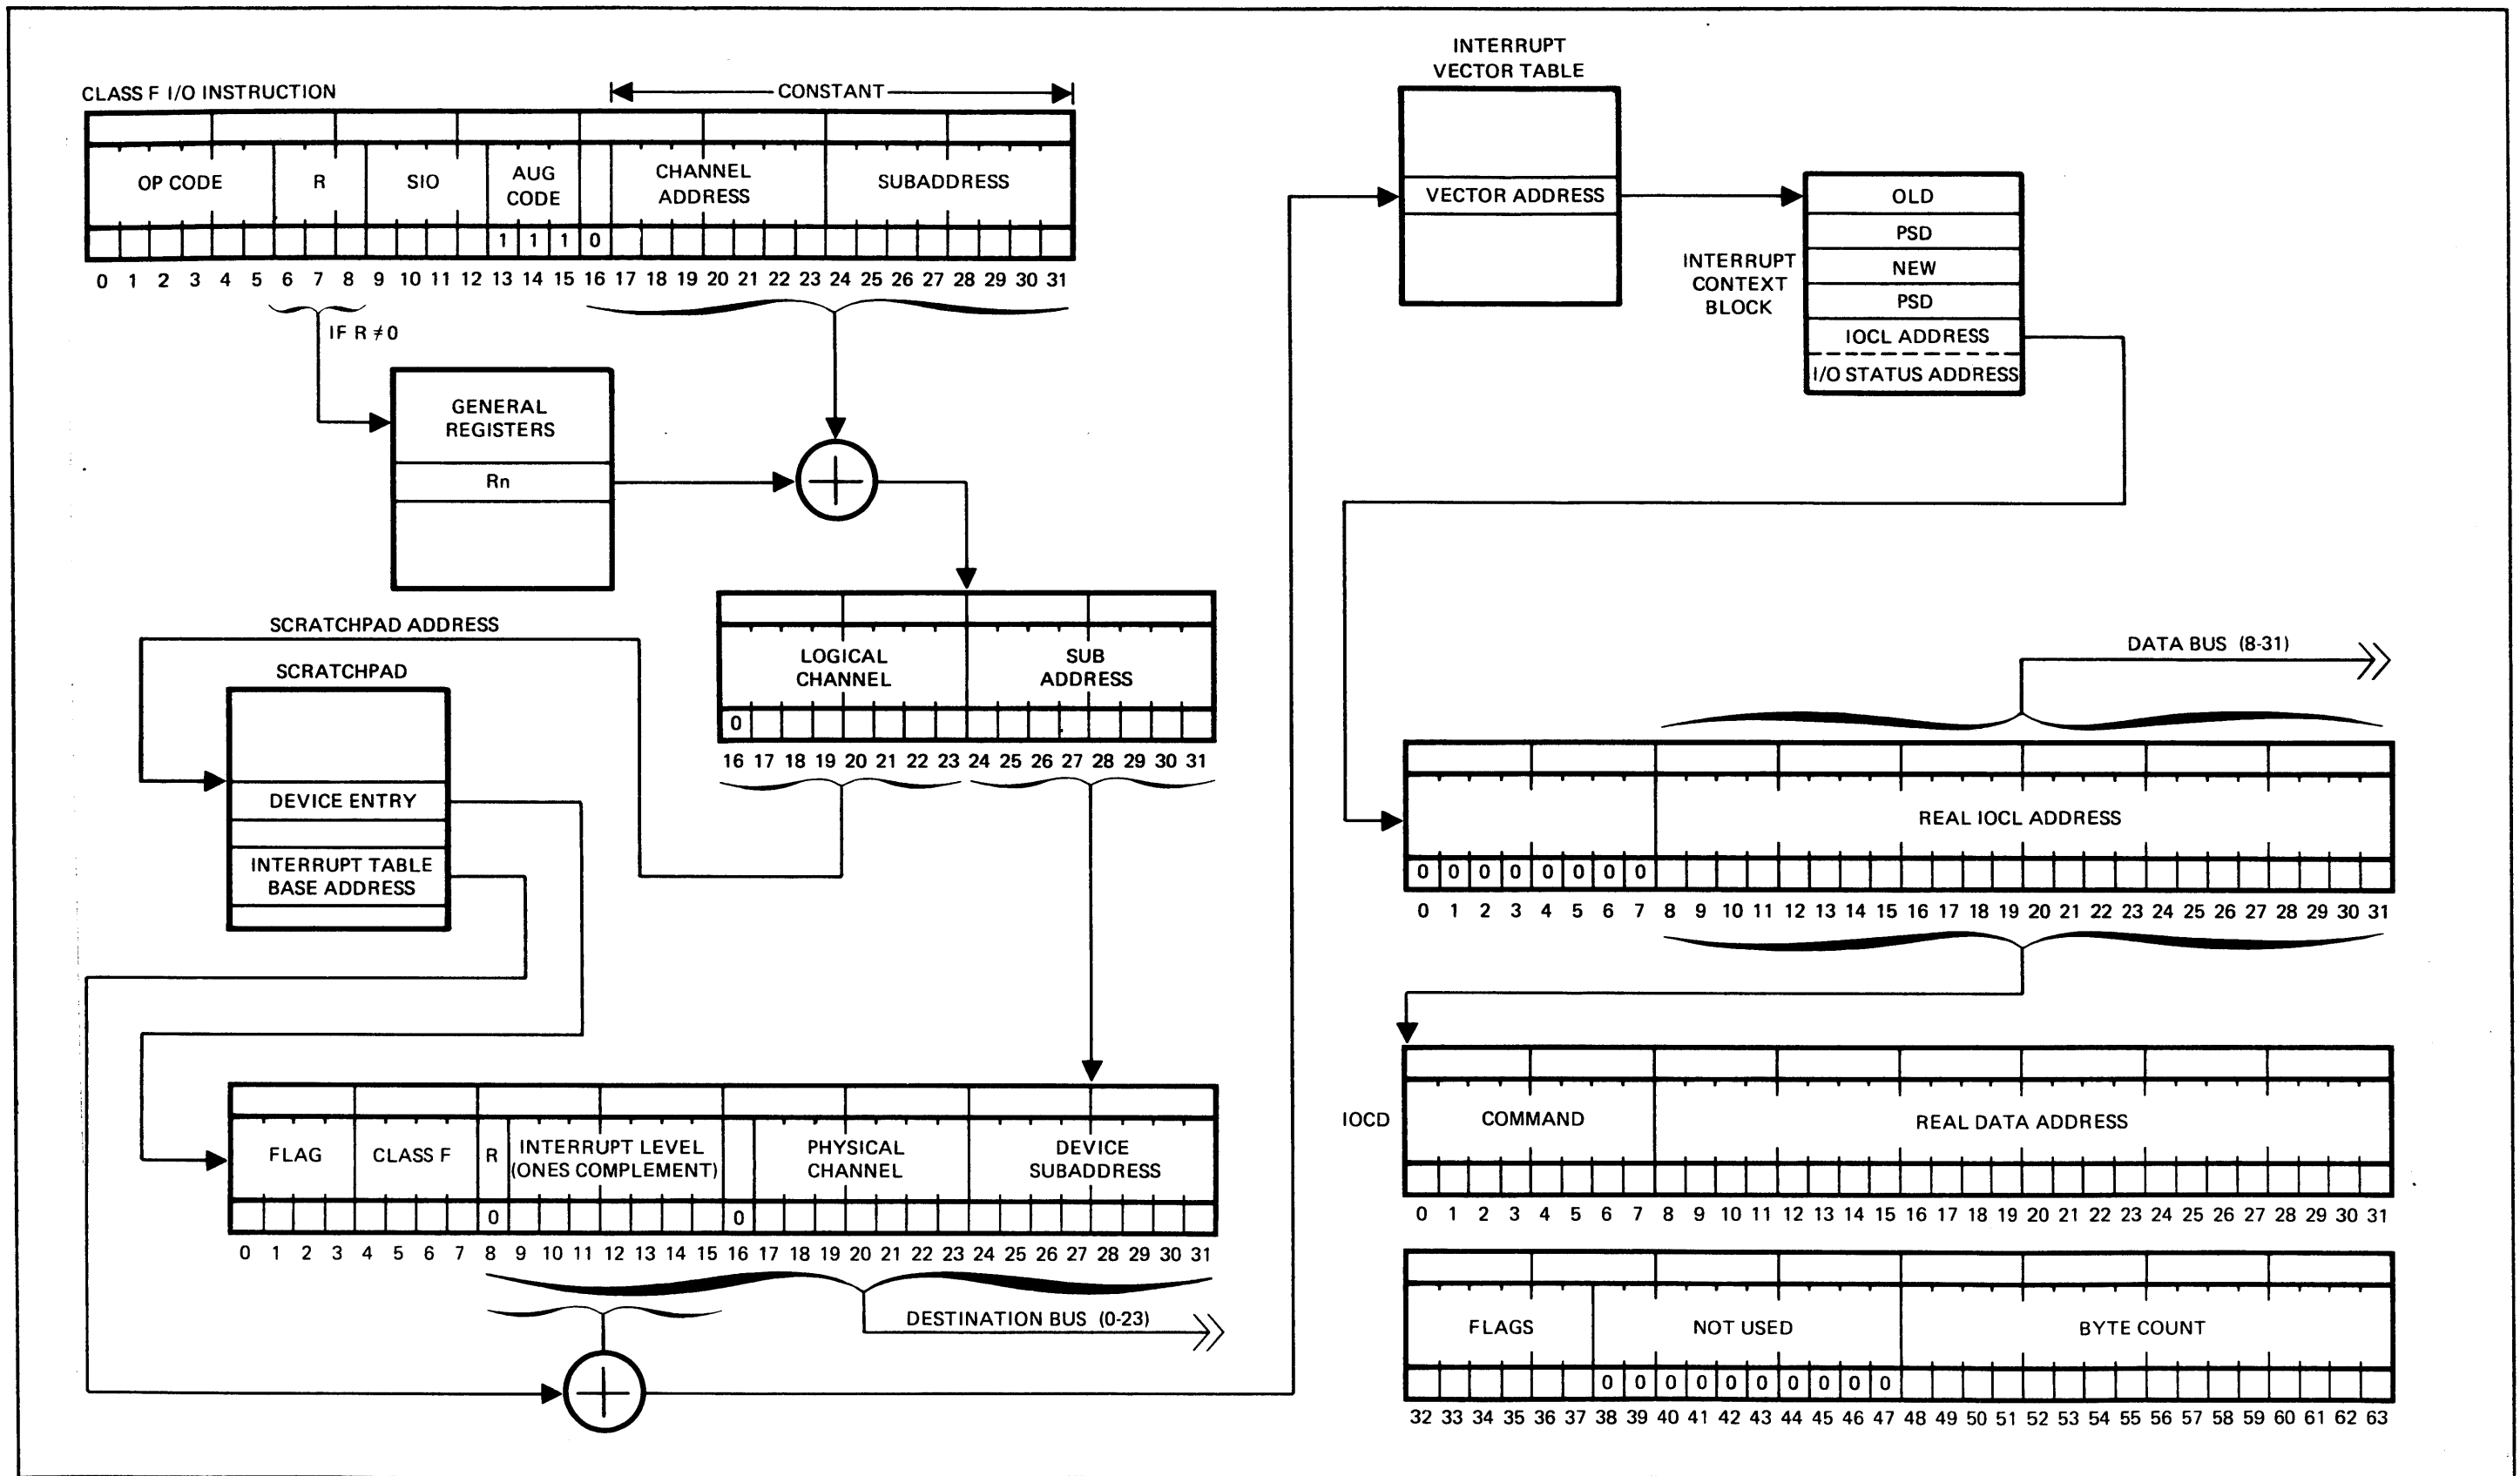 CLASS F I/O INSTRUCTION
CONSTANT
OP CODE R SIO AUG CODE CHANNEL ADDRESS SUBADDRESS
1 1 1 0
0 1 2 3 4 5 6 7 8 9 10 11 12 13 14 15 16 17 18 19 20 21 22 23 24 25 26 27 28 29 30 31
IF R ≠ 0
GENERAL
REGISTERS
Rn
LOGICAL CHANNEL SUB ADDRESS
0
16 17 18 19 20 21 22 23 24 25 26 27 28 29 30 31
SCRATCHPAD ADDRESS
SCRATCHPAD
DEVICE ENTRY
INTERRUPT TABLE
BASE ADDRESS
FLAG CLASS F R INTERRUPT LEVEL (ONES COMPLEMENT) PHYSICAL CHANNEL DEVICE SUBADDRESS
0 0
0 1 2 3 4 5 6 7 8 9 10 11 12 13 14 15 16 17 18 19 20 21 22 23 24 25 26 27 28 29 30 31
DESTINATION BUS (0-23)
INTERRUPT
VECTOR TABLE
VECTOR ADDRESS
INTERRUPT
CONTEXT
BLOCK
OLD
PSD
NEW
PSD
IOCL ADDRESS
I/O STATUS ADDRESS
DATA BUS (8-31)
REAL IOCL ADDRESS
0 0 0 0 0 0 0 0
0 1 2 3 4 5 6 7 8 9 10 11 12 13 14 15 16 17 18 19 20 21 22 23 24 25 26 27 28 29 30 31
IOCD
COMMAND REAL DATA ADDRESS
0 1 2 3 4 5 6 7 8 9 10 11 12 13 14 15 16 17 18 19 20 21 22 23 24 25 26 27 28 29 30 31
FLAGS NOT USED BYTE COUNT
0 0 0 0 0 0 0 0 0 0
32 33 34 35 36 37 38 39 40 41 42 43 44 45 46 47 48 49 50 51 52 53 54 55 56 57 58 59 60 61 62 63